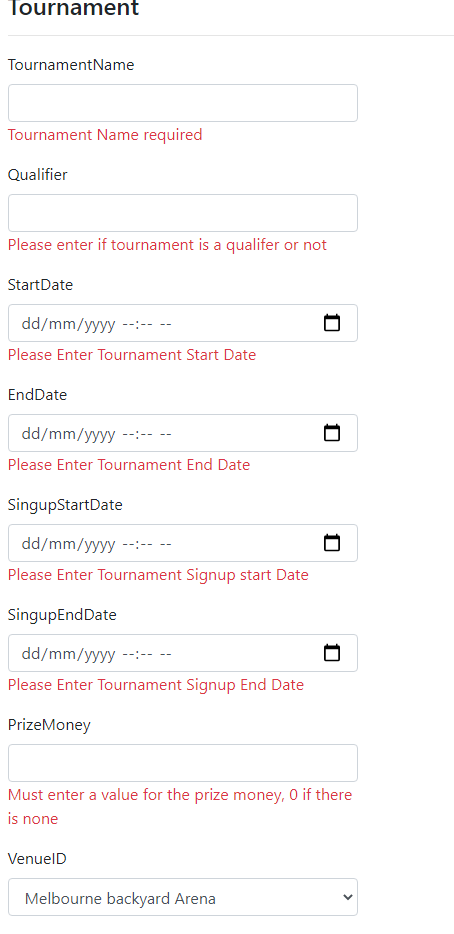 Tournament
TournamentName
Tournament Name required
Qualifier
Please enter if tournament is a qualifer or not
StartDate
dd/mm/yyyy --:-- --
Please Enter Tournament Start Date
EndDate
dd/mm/yyyy --:-- --
Please Enter Tournament End Date
SingupStartDate
dd/mm/yyyy --:-- --
Please Enter Tournament Signup start Date
SingupEndDate
dd/mm/yyyy --:-- --
Please Enter Tournament Signup End Date
PrizeMoney
Must enter a value for the prize money, 0 if there
is none
VenueID
Melbourne backyard Arena